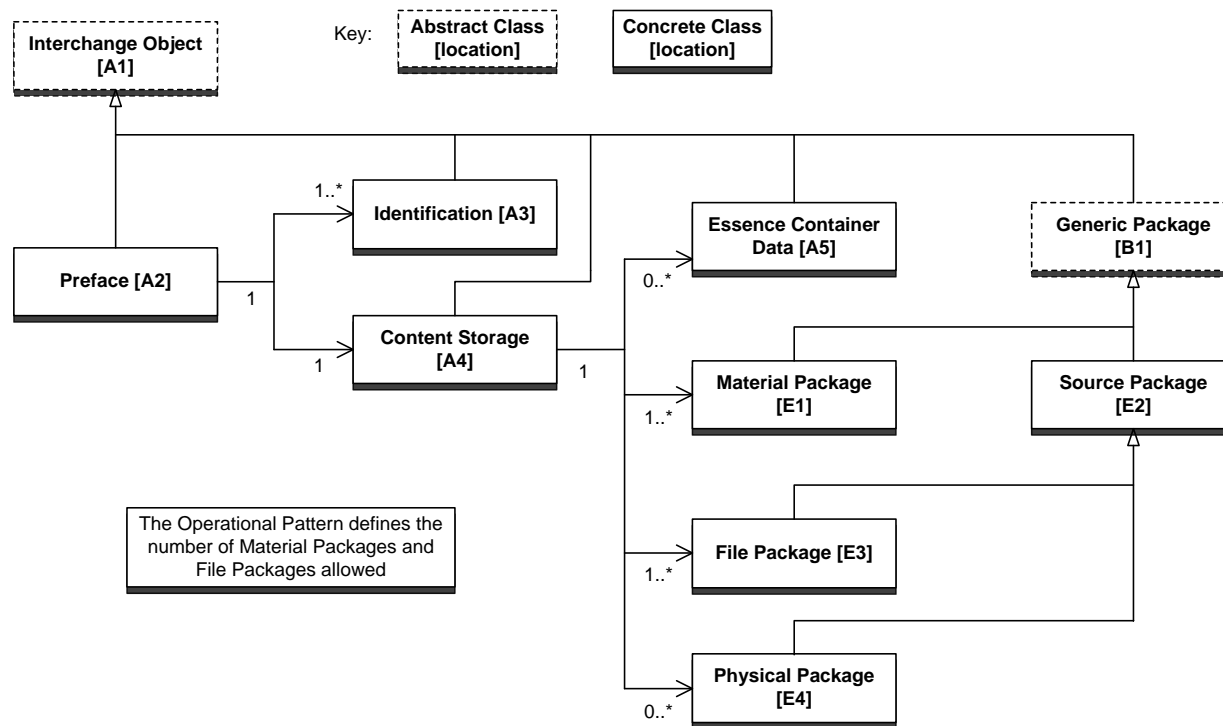 Interchange Object
[A1]
Key:
Abstract Class
[location]
Concrete Class
[location]
1..*
Identification [A3]
Essence Container
Data [A5]
Generic Package
[B1]
Preface [A2]
1
0..*
Content Storage
[A4]
1
1
Material Package
[E1]
Source Package
[E2]
1..*
The Operational Pattern defines the
number of Material Packages and
File Packages allowed
File Package [E3]
1..*
Physical Package
[E4]
0..*